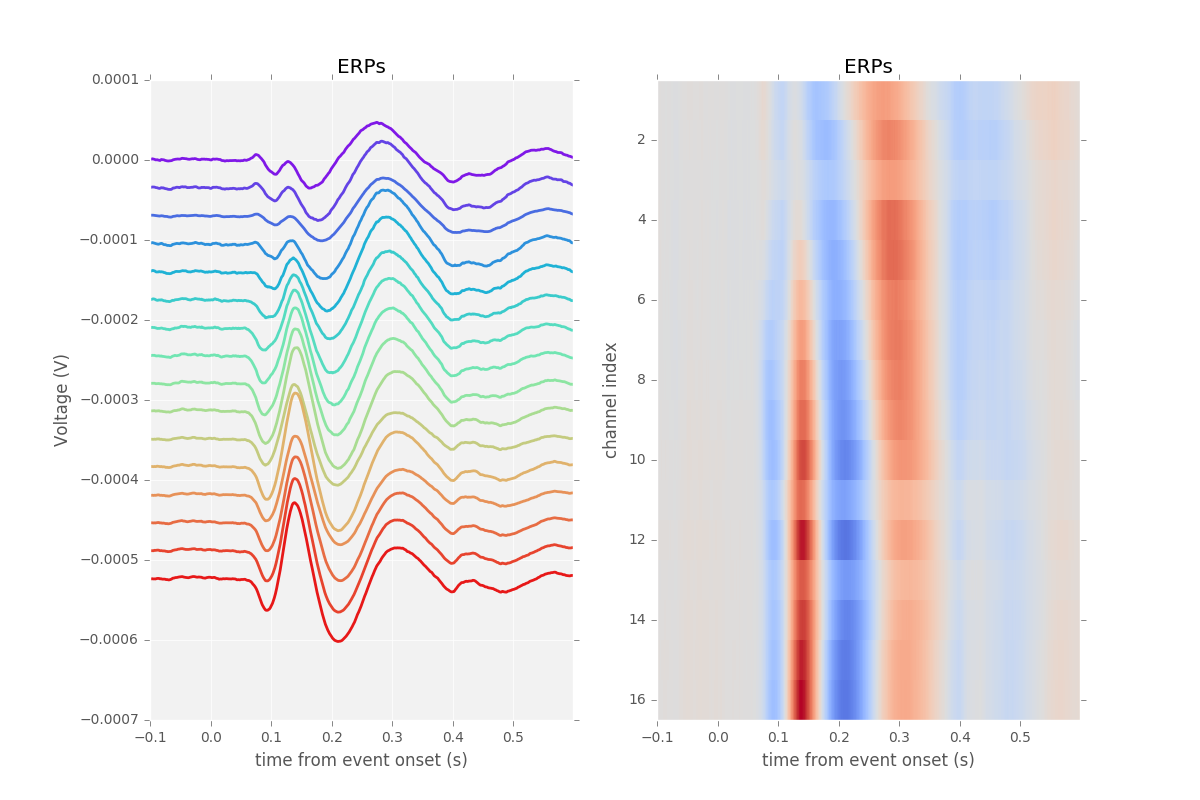 ERPs
0.0001
0.0000
−0.0001
−0.0002
−0.0003
−0.0004
−0.0005
−0.0006
−0.0007
Voltage (V)
−0.1 0.0 0.1 0.2 0.3 0.4 0.5
time from event onset (s)
ERPs
2
4
6
8
10
12
14
16
channel index
−0.1 0.0 0.1 0.2 0.3 0.4 0.5
time from event onset (s)